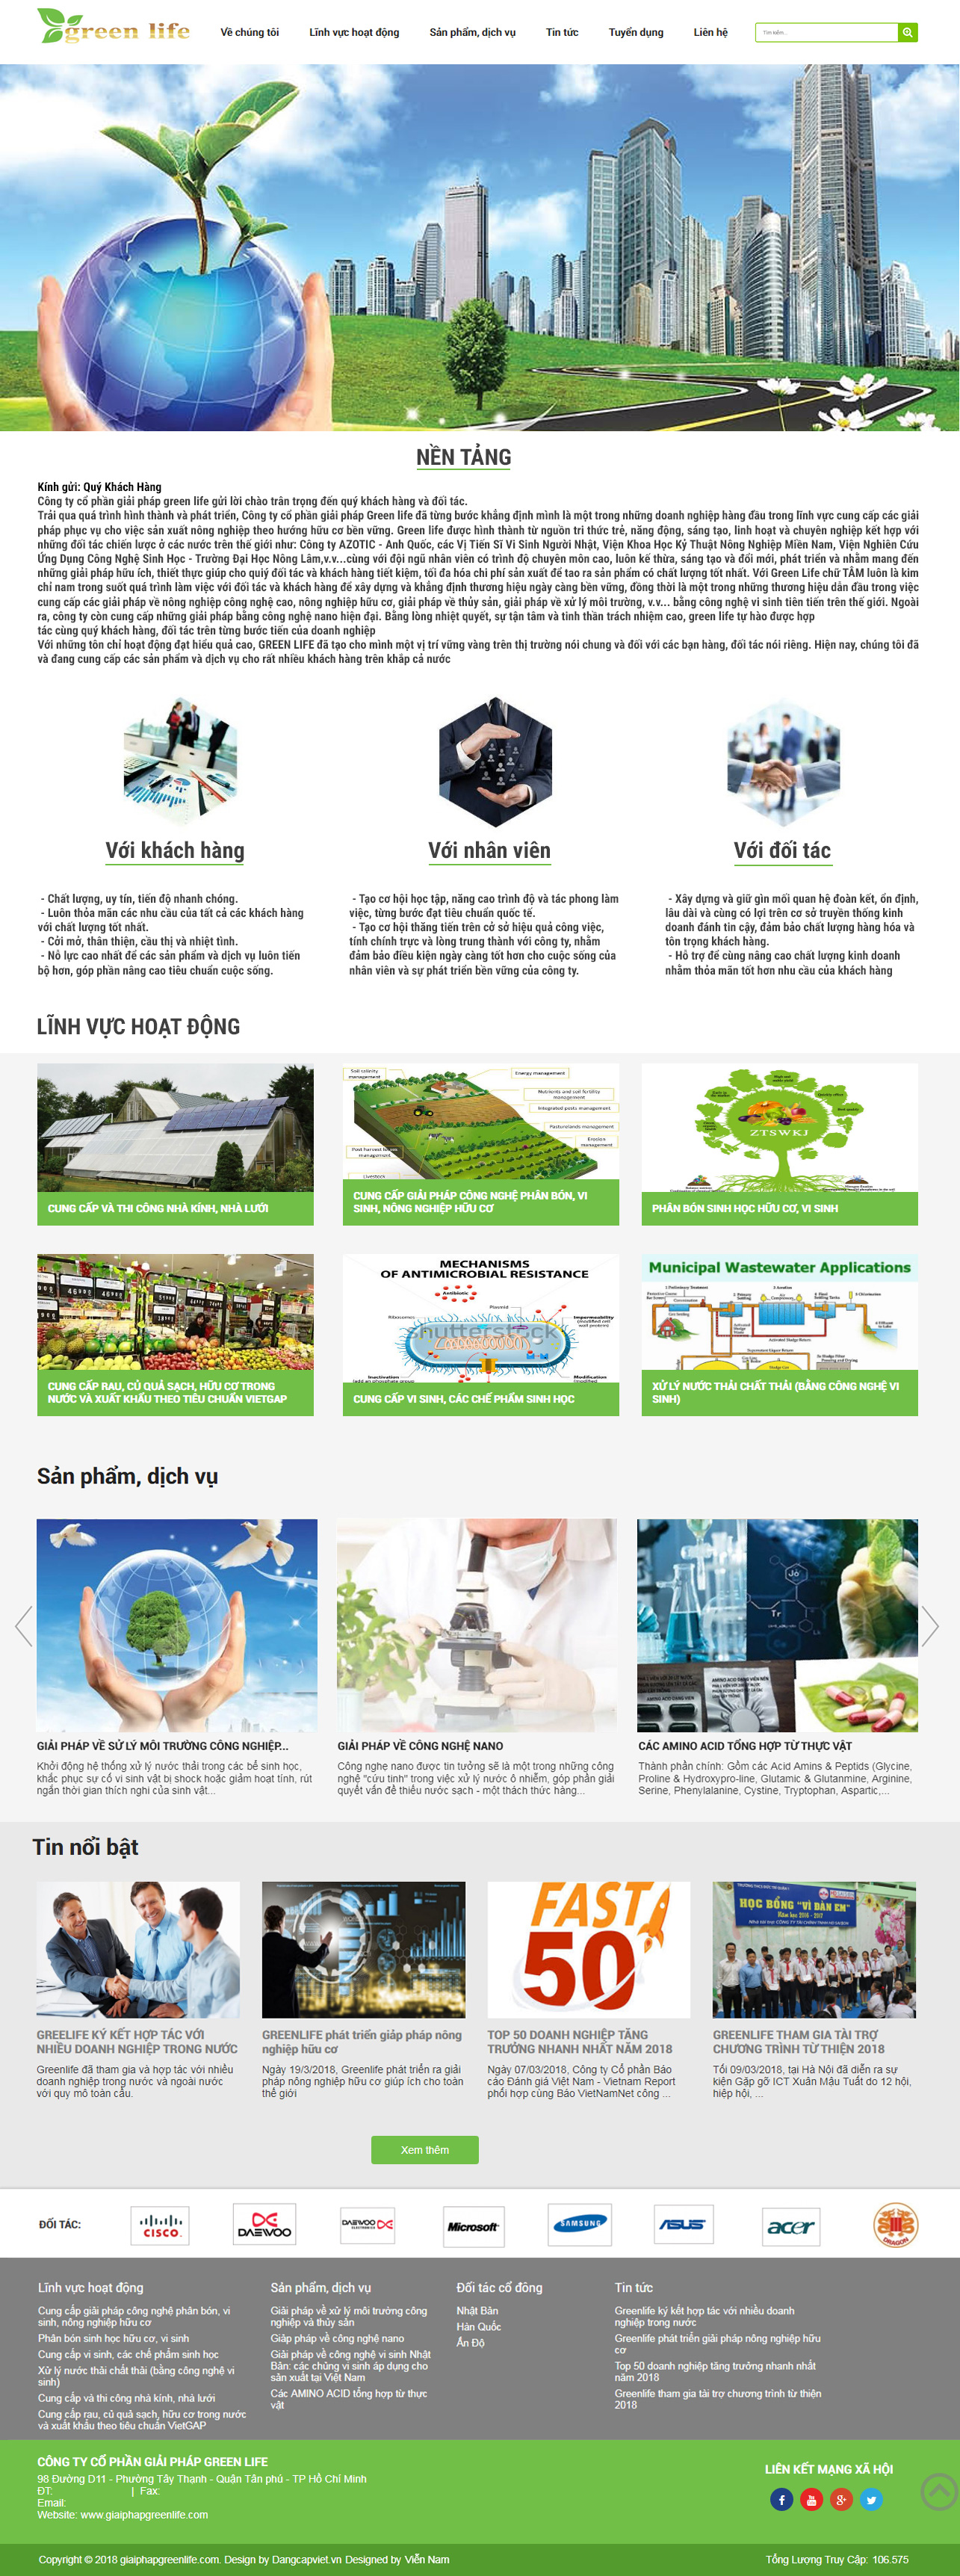 green life
Về chúng tôi
Lĩnh vực hoạt động
Sản phẩm, dịch vụ
Tin tức
Tuyển dụng
Liên hệ
Tìm kiếm...
NỀN TẢNG
Kính gửi: Quý Khách Hàng
Công ty cổ phần giải pháp green life gửi lời chào trân trọng đến quý khách hàng và đối tác.
Trải qua quá trình hình thành và phát triển, Công ty cổ phần giải pháp Green life đã từng bước khẳng định mình là một trong những doanh nghiệp hàng đầu trong lĩnh vực cung cấp các giải
pháp phục vụ cho việc sản xuất nông nghiệp theo hướng hữu cơ bền vững. Green life được hình thành từ nguồn tri thức trẻ, năng động, sáng tạo, linh hoạt và chuyên nghiệp kết hợp với
những đối tác chiến lược ở các nước trên thế giới như: Công ty AZOTIC - Anh Quốc, các Vị Tiến Sĩ Vi Sinh Người Nhật, Viện Khoa Học Kỹ Thuật Nông Nghiệp Miền Nam, Viện Nghiên Cứu
Ứng Dụng Công Nghệ Sinh Học - Trường Đại Học Nông Lâm,v.v...cùng với đội ngũ nhân viên có trình độ chuyên môn cao, luôn kế thừa, sáng tạo và đổi mới, phát triển và nhằm mang đến
những giải pháp hữu ích, thiết thực giúp cho quý đối tác và khách hàng tiết kiệm, tối đa hóa chi phí sản xuất để tạo ra sản phẩm có chất lượng tốt nhất. Với Green Life chữ TÂM luôn là kim
chỉ nam trong suốt quá trình làm việc với đối tác và khách hàng để xây dựng và khẳng định thương hiệu ngày càng bền vững, đồng thời là một trong những thương hiệu dẫn đầu trong việc
cung cấp các giải pháp về nông nghiệp công nghệ cao, nông nghiệp hữu cơ, giải pháp về thủy sản, giải pháp về xử lý môi trường, v.v... bằng công nghệ vi sinh tiên tiến trên thế giới. Ngoài
ra, công ty còn cung cấp những giải pháp bằng công nghệ nano hiện đại. Bằng lòng nhiệt quyết, sự tận tâm và tinh thần trách nhiệm cao, green life tự hào được hợp
tác cùng quý khách hàng, đối tác trên từng bước tiến của doanh nghiệp
Với những tôn chỉ hoạt động đạt hiểu quả cao, GREEN LIFE đã tạo cho mình một vị trí vững vàng trên thị trường nói chung và đối với các bạn hàng, đối tác nói riêng. Hiện nay, chúng tôi đã
và đang cung cấp các sản phẩm và dịch vụ cho rất nhiều khách hàng trên khắp cả nước
Với khách hàng
- Chất lượng, uy tín, tiến độ nhanh chóng.
- Luôn thỏa mãn các nhu cầu của tất cả các khách hàng
với chất lượng tốt nhất.
- Cởi mở, thân thiện, cầu thị và nhiệt tình.
- Nỗ lực cao nhất để các sản phẩm và dịch vụ luôn tiến
bộ hơn, góp phần nâng cao tiêu chuẩn cuộc sống.
Với nhân viên
- Tạo cơ hội học tập, nâng cao trình độ và tác phong làm
việc, từng bước đạt tiêu chuẩn quốc tế.
- Tạo cơ hội thăng tiến trên cở sở hiệu quả công việc,
tính chính trực và lòng trung thành với công ty, nhằm
đảm bảo điều kiện ngày càng tốt hơn cho cuộc sống của
nhân viên và sự phát triển bền vững của công ty.
Với đối tác
- Xây dựng và giữ gìn mối quan hệ đoàn kết, ổn định,
lâu dài và cùng có lợi trên cơ sở truyền thống kinh
doanh đánh tin cậy, đảm bảo chất lượng hàng hóa và
tôn trọng khách hàng.
- Hỗ trợ để cùng nâng cao chất lượng kinh doanh
nhằm thỏa mãn tốt hơn nhu cầu của khách hàng
LĨNH VỰC HOẠT ĐỘNG
CUNG CẤP VÀ THI CÔNG NHÀ KÍNH, NHÀ LƯỚI
Soil salinity
management
Energy management
Nutrients and soil fertility
management
Integrated pests management
Pasturelands management
Erosion
management
Livestock
CUNG CẤP GIẢI PHÁP CÔNG NGHỆ PHÂN BÓN, VI
SINH, NÔNG NGHIỆP HỮU CƠ
ZTSWKJ
PHÂN BÓN SINH HỌC HỮU CƠ, VI SINH
CUNG CẤP RAU, CỦ QUẢ SẠCH, HỮU CƠ TRONG
NƯỚC VÀ XUẤT KHẨU THEO TIÊU CHUẨN VIETGAP
MECHANISMS
OF ANTIMICROBIAL RESISTANCE
Antibiotic
Plasmid
Ribosomes
Impermeability
(modified cell
wall protein)
shutterstock
Inactivation
Modification
CUNG CẤP VI SINH, CÁC CHẾ PHẨM SINH HỌC
Municipal Wastewater Applications
XỬ LÝ NƯỚC THẢI CHẤT THẢI (BẰNG CÔNG NGHỆ VI
SINH)
Sản phẩm, dịch vụ
GIẢI PHÁP VỀ SỬ LÝ MÔI TRƯỜNG CÔNG NGHIỆP...
Khởi động hệ thống xử lý nước thải trong các bể sinh học,
khắc phục sự cố vi sinh vật bị shock hoặc giảm hoạt tính, rút
ngắn thời gian thích nghi của sinh vật...
GIẢI PHÁP VỀ CÔNG NGHỆ NANO
Công nghẹ nano được tin tưởng sẽ là một trong những công
nghệ "cứu tinh" trong việc xử lý nước ô nhiễm, góp phần giải
quyết vấn đề thiếu nước sạch - một thách thức hàng...
CÁC AMINO ACID TỔNG HỢP TỪ THỰC VẬT
Thành phần chính: Gồm các Acid Amins & Peptids (Glycine,
Proline & Hydroxypro-line, Glutamic & Glutanmine, Arginine,
Serine, Phenylalanine, Cystine, Tryptophan, Aspartic,...
Tin nổi bật
GREELIFE KÝ KẾT HỢP TÁC VỚI
NHIỀU DOANH NGHIỆP TRONG NƯỚC
Greenlife đã tham gia và hợp tác với nhiều
doanh nghiệp trong nước và ngoài nước
với quy mô toàn cầu.
GREENLIFE phát triển giảp pháp nông
nghiệp hữu cơ
Ngày 19/3/2018, Greenlife phát triển ra giải
pháp nông nghiệp hữu cơ giúp ích cho toàn
thế giới
FAST
50
TOP 50 DOANH NGHIỆP TĂNG
TRƯỞNG NHANH NHẤT NĂM 2018
Ngày 07/03/2018, Công ty Cổ phần Báo
cáo Đánh giá Việt Nam - Vietnam Report
phối hợp cùng Báo VietNamNet công ...
HỌC BỔNG "VÌ ĐÀN EM"
GREENLIFE THAM GIA TÀI TRỢ
CHƯƠNG TRÌNH TỪ THIỆN 2018
Tối 09/03/2018, tại Hà Nội đã diễn ra sự
kiện Gặp gỡ ICT Xuân Mậu Tuất do 12 hội,
hiệp hội, ...
Xem thêm
ĐỐI TÁC:
CISCO.
DAEWOO
DAEWOO
ELECTRONICS
Microsoft
SAMSUNG
ASUS
acer
DRAGON
Lĩnh vực hoạt động
Cung cấp giải pháp công nghệ phân bón, vi
sinh, nông nghiệp hữu cơ
Phân bón sinh học hữu cơ, vi sinh
Cung cấp vi sinh, các chế phẩm sinh học
Xử lý nước thải chất thải (bằng công nghệ vi
sinh)
Cung cấp và thi công nhà kính, nhà lưới
Cung cấp rau, củ quả sạch, hữu cơ trong nước
và xuất khẩu theo tiêu chuẩn VietGAP
Sản phẩm, dịch vụ
Giải pháp về xử lý môi trường công
nghiệp và thủy sản
Giảp pháp về công nghệ nano
Giải pháp về công nghệ vi sinh Nhật
Bản: các chủng vi sinh áp dụng cho
sản xuất tại Việt Nam
Các AMINO ACID tổng hợp từ thực
vật
Đối tác cổ đông
Nhật Bản
Hàn Quốc
Ấn Độ
Tin tức
Greenlife ký kết hợp tác với nhiều doanh
nghiệp trong nước
Greenlife phát triển giải pháp nông nghiệp hữu
cơ
Top 50 doanh nghiệp tăng trưởng nhanh nhất
năm 2018
Greenlife tham gia tài trợ chương trình từ thiện
2018
CÔNG TY CỔ PHẦN GIẢI PHÁP GREEN LIFE
98 Đường D11 - Phường Tây Thạnh - Quận Tân phú - TP Hồ Chí Minh
ĐT: | Fax:
Email:
Website: www.giaiphapgreenlife.com
LIÊN KẾT MẠNG XÃ HỘI
Copyright © 2018 giaiphapgreenlife.com. Design by Dangcapviet.vn Designed by Viễn Nam
Tổng Lượng Truy Cập: 106.575